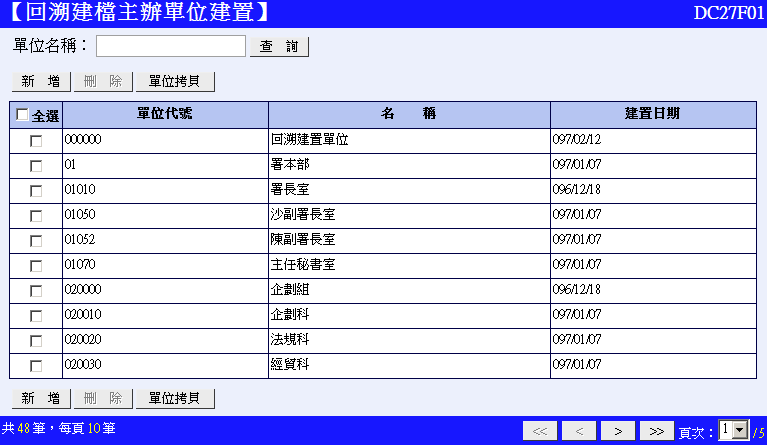 【回溯建檔主辦單位建置】 DC27F01
單位名稱： 查 詢
新 增 刪 除 單位拷貝
全選 單位代號 名 稱 建置日期
000000 回溯建置單位 097/02/12
01 署本部 097/01/07
01010 署長室 096/12/18
01050 沙副署長室 097/01/07
01052 陳副署長室 097/01/07
01070 主任秘書室 097/01/07
020000 企劃組 096/12/18
020010 企劃科 097/01/07
020020 法規科 097/01/07
020030 經貿科 097/01/07
新 增 刪 除 單位拷貝
共48筆，每頁10筆 << < > >> 頁次：1 /5